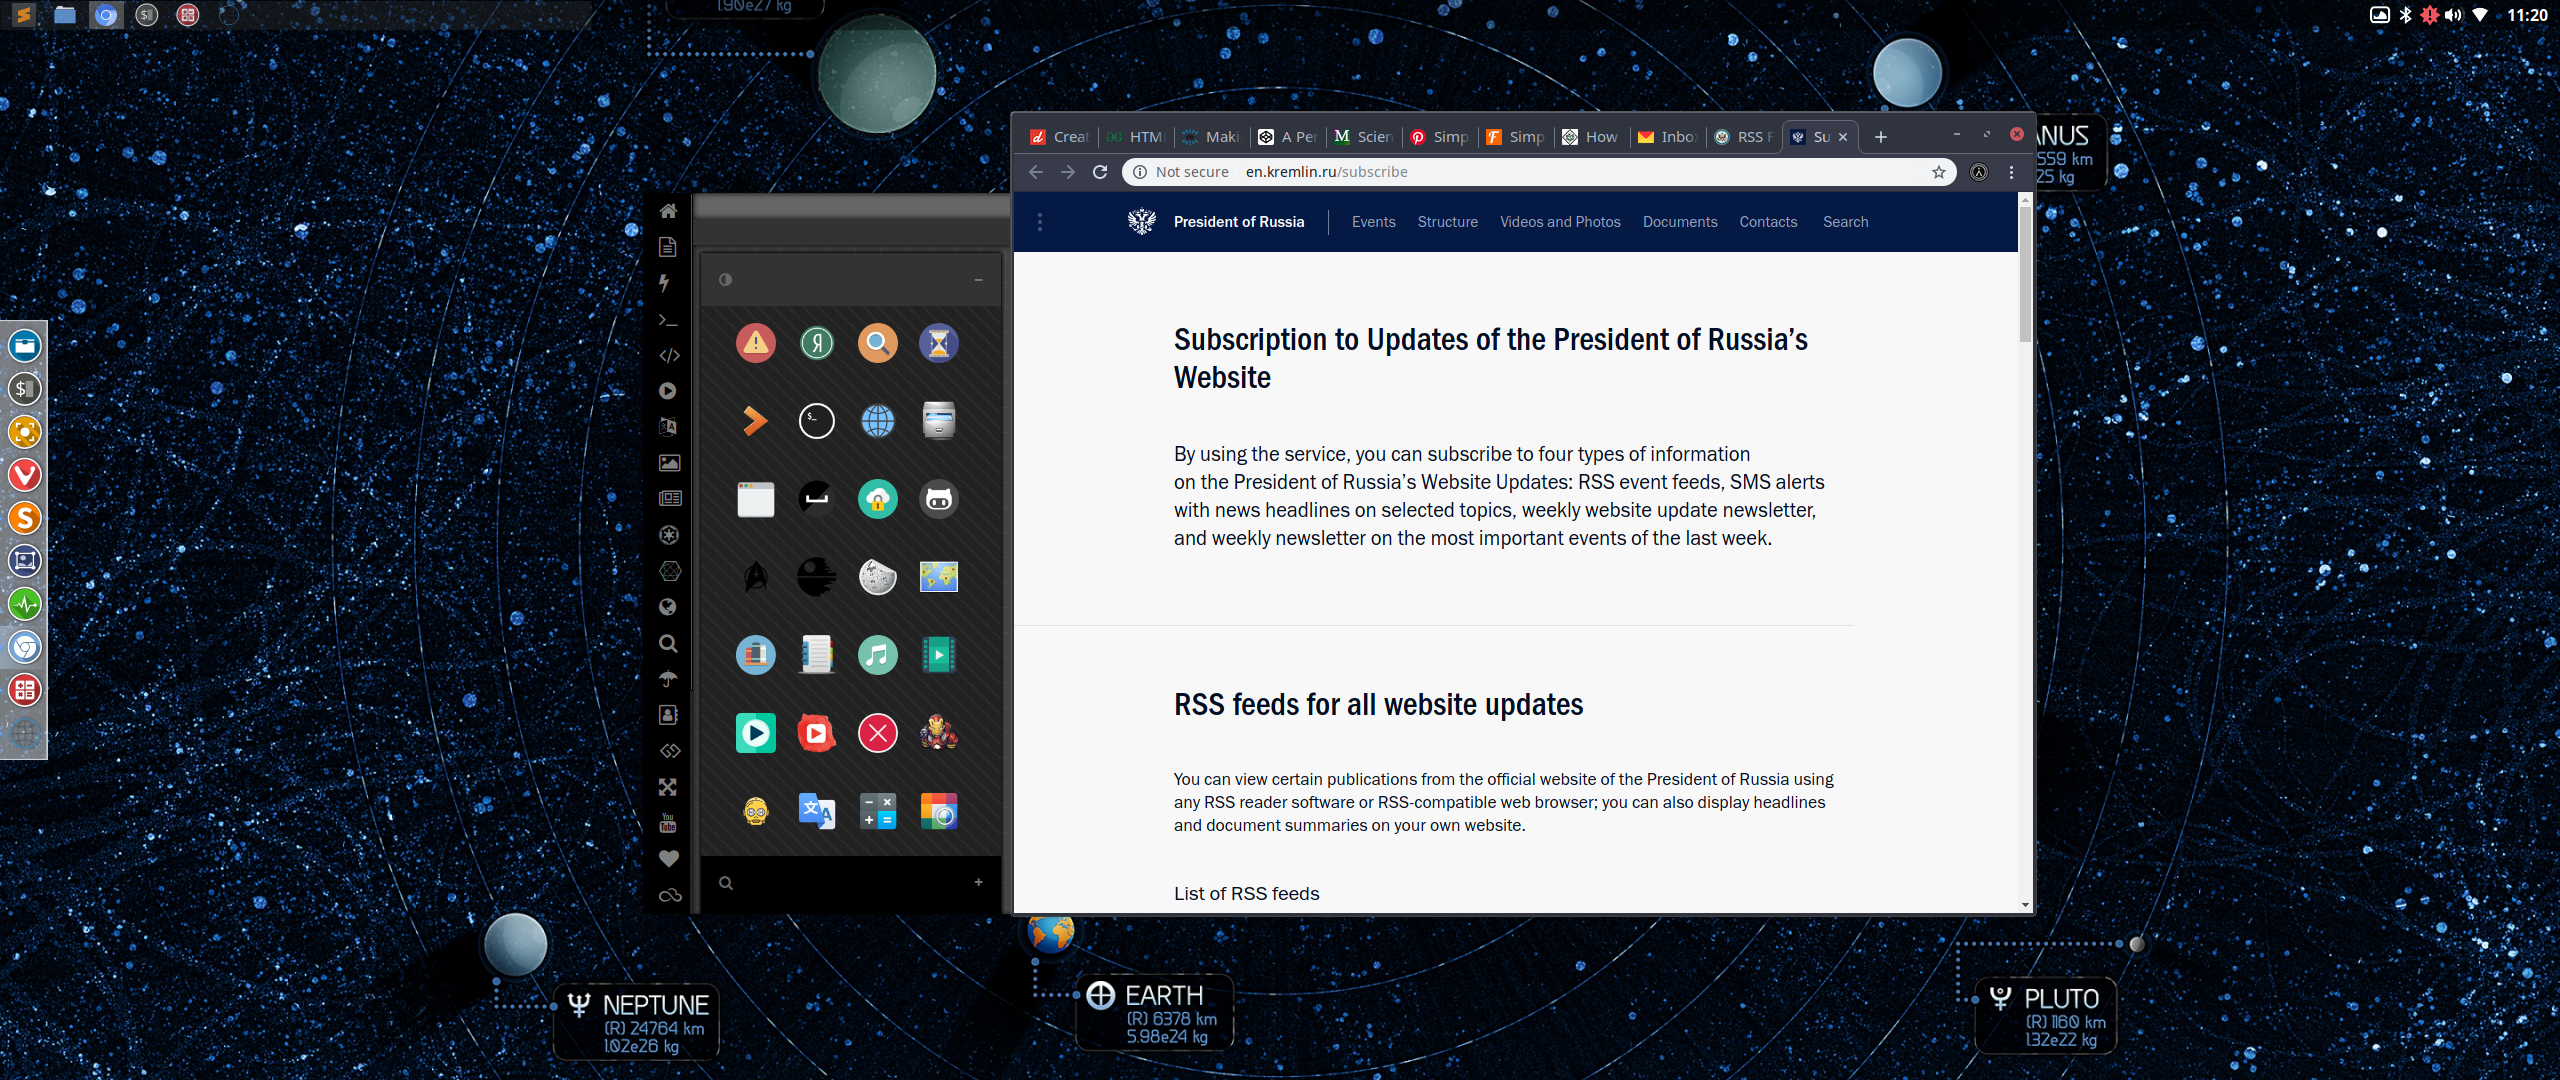 1.90e27 kg
11:20
Creat
HTM
Maki
A Per
Scien
Simp
Simp
How
Inbo
RSS F
Su
Not secure
en.kremlin.ru/subscribe
ANUS
559 km
25 kg
President of Russia
Events
Structure
Videos and Photos
Documents
Contacts
Search
Subscription to Updates of the President of Russia’s
Website
By using the service, you can subscribe to four types of information
on the President of Russia’s Website Updates: RSS event feeds, SMS alerts
with news headlines on selected topics, weekly website update newsletter,
and weekly newsletter on the most important events of the last week.
RSS feeds for all website updates
You can view certain publications from the official website of the President of Russia using
any RSS reader software or RSS-compatible web browser; you can also display headlines
and document summaries on your own website.
List of RSS feeds
You
Tube
NEPTUNE
(R) 24764 km
1.02e26 kg
EARTH
(R) 6378 km
5.98e24 kg
PLUTO
(R) 1160 km
1.32e22 kg